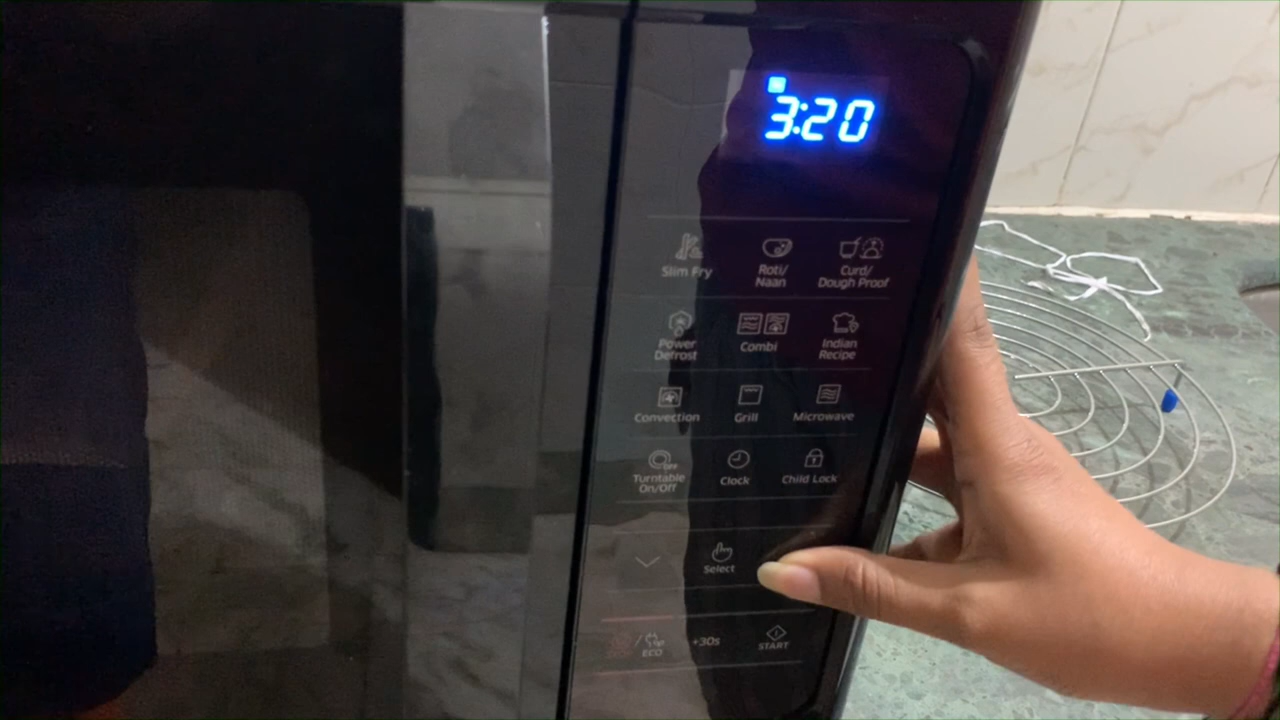 3:20
Slim Fry
Roti/
Naan
Curd/
Dough Proof
Power
Defrost
Combi
Indian
Recipe
Convection
Grill
Microwave
OFF
Turntable
On/Off
Clock
Child Lock
Select
/
ECO
+30s
START